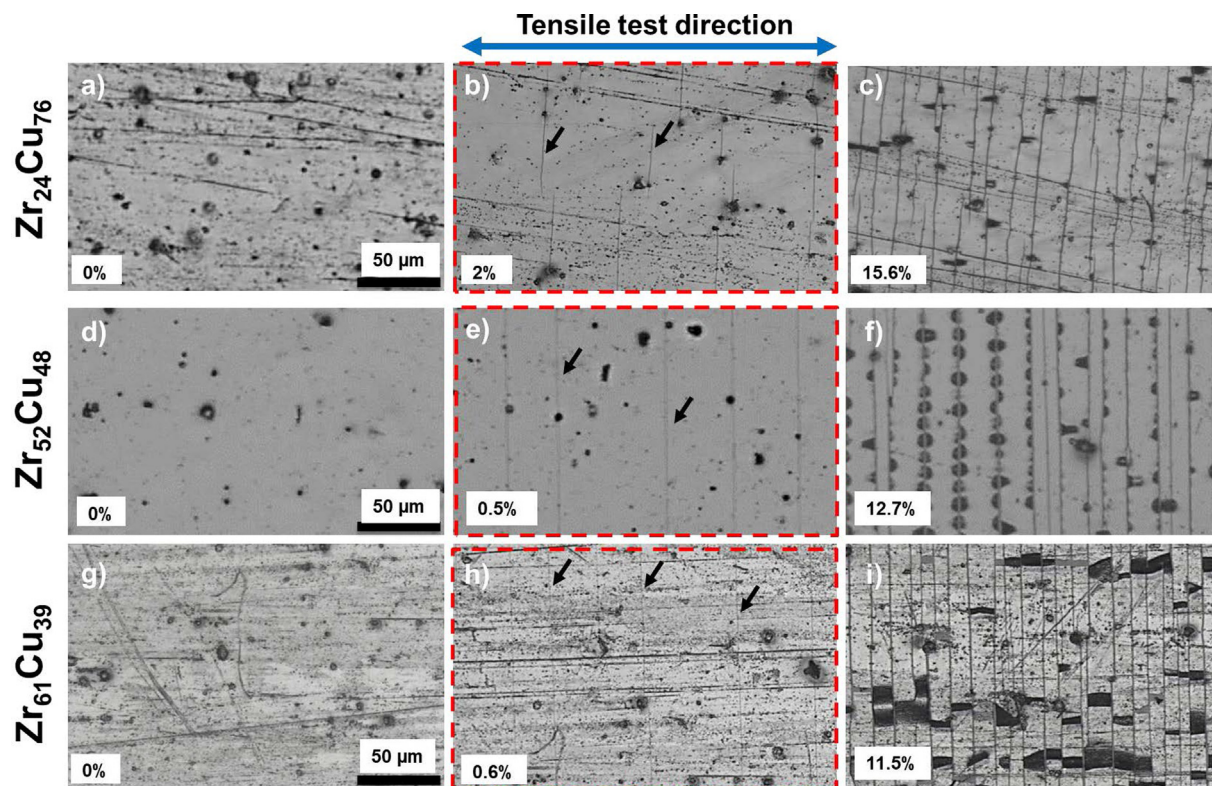 Tensile test direction
Zr24Cu76
a)
0%
50 µm
b)
2%
c)
15.6%
Zr52Cu48
d)
0%
50 µm
e)
0.5%
f)
12.7%
Zr61Cu39
g)
0%
50 µm
h)
0.6%
i)
11.5%